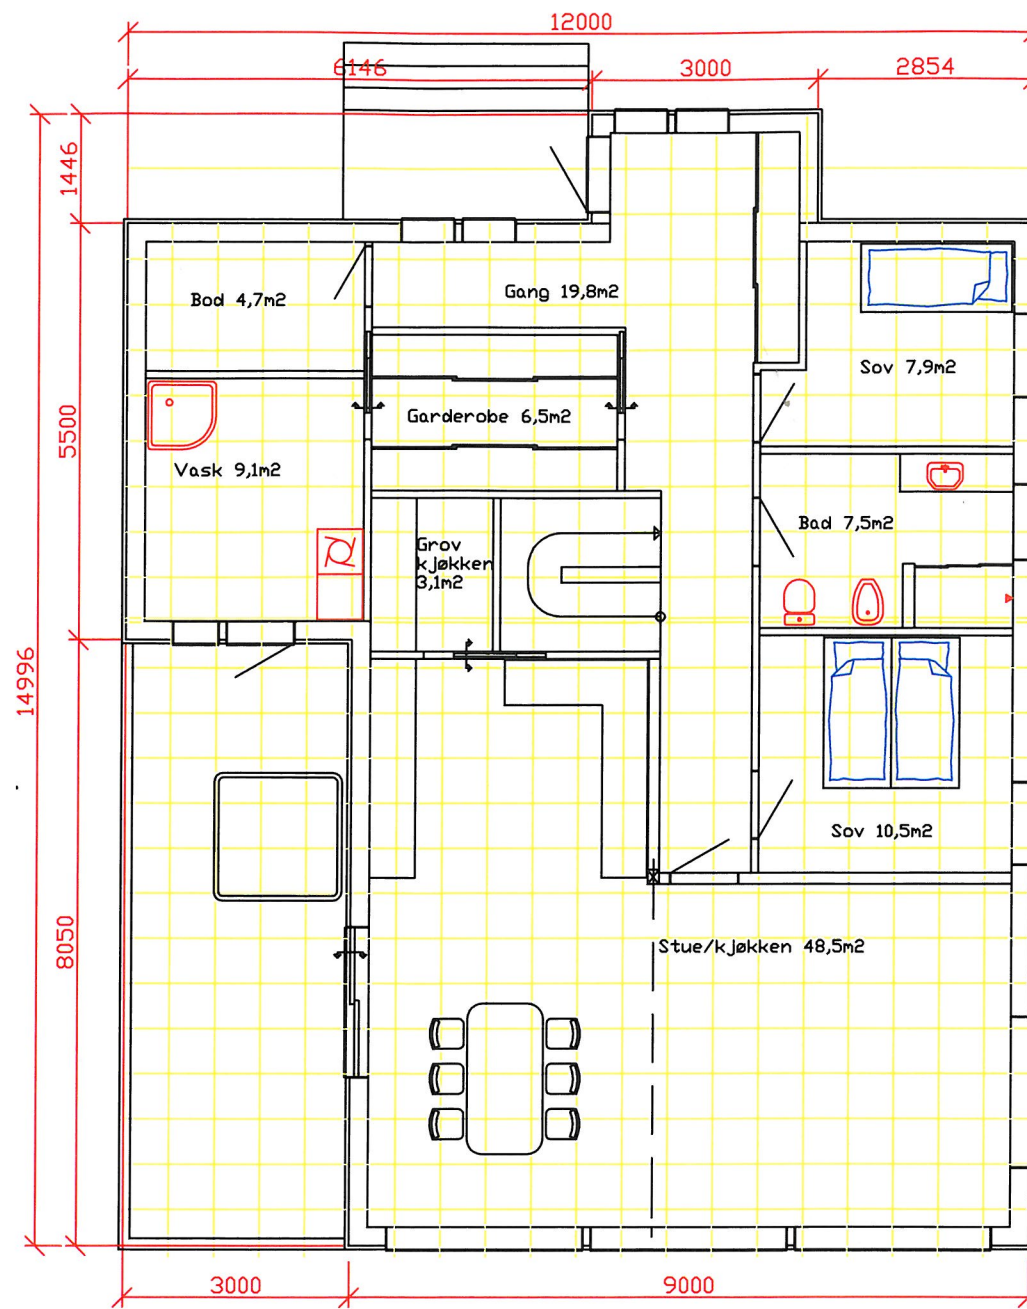 12000
6146
3000
2854
1446
Bod 4,7m2
Gang 19,8m2
Sov 7,9m2
Garderobe 6,5m2
5500
Vask 9,1m2
Bad 7,5m2
Grov
kjøkken
3,1m2
14996
Sov 10,5m2
8050
Stue/kjøkken 48,5m2
3000
9000